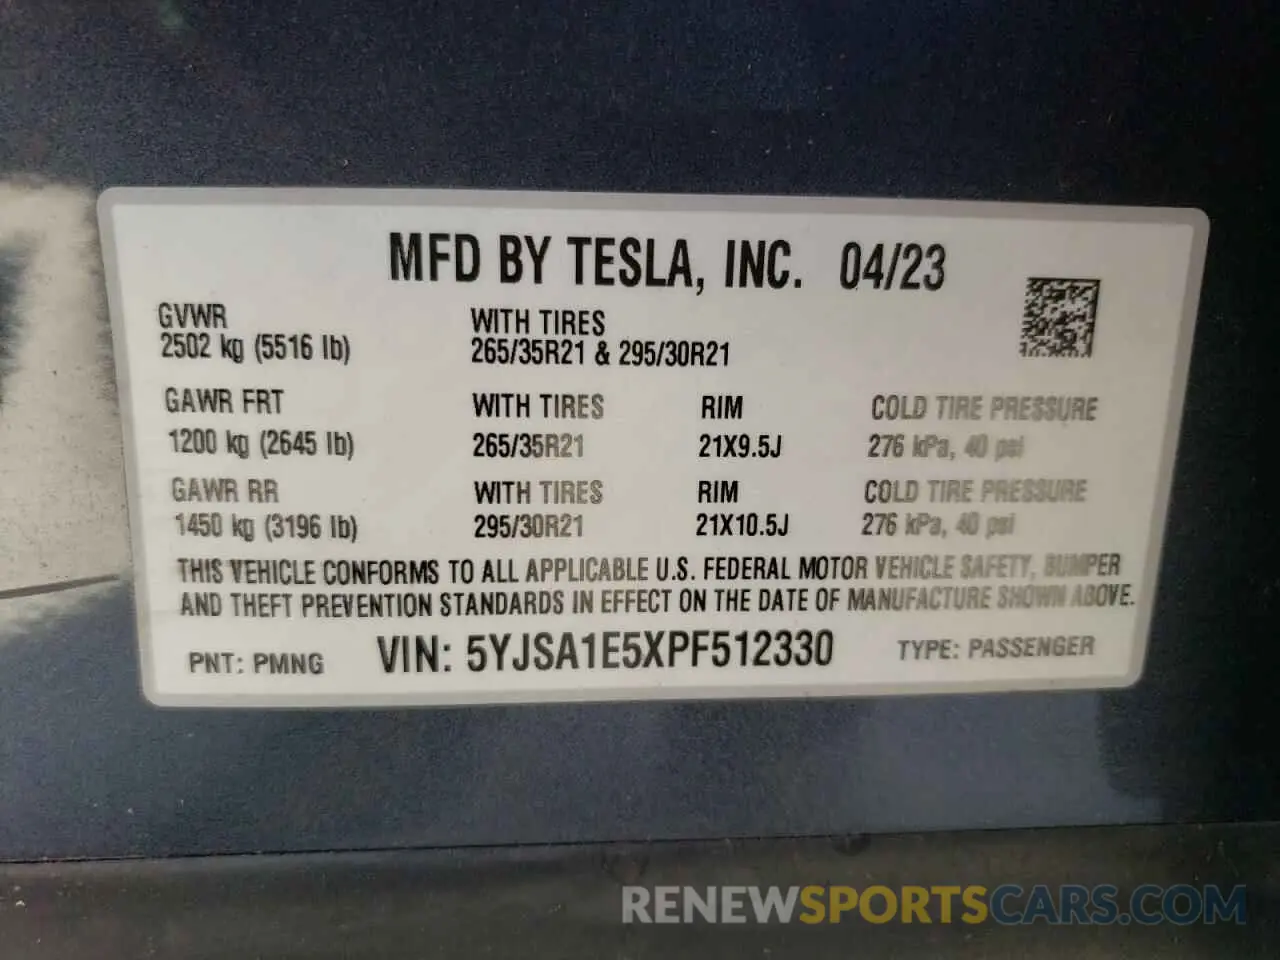 MFD BY TESLA, INC. 04/23
GVWR WITH TIRES
2502 kg (5516 lb) 265/35R21 & 295/30R21
GAWR FRT WITH TIRES RIM COLD TIRE PRESSURE
1200 kg (2645 lb) 265/35R21 21X9.5J 276 kPa, 40 psi
GAWR RR WITH TIRES RIM COLD TIRE PRESSURE
1450 kg (3196 lb) 295/30R21 21X10.5J 276 kPa, 40 psi
THIS VEHICLE CONFORMS TO ALL APPLICABLE U.S. FEDERAL MOTOR VEHICLE SAFETY, BUMPER
AND THEFT PREVENTION STANDARDS IN EFFECT ON THE DATE OF MANUFACTURE SHOWN ABOVE.
PNT: PMNG VIN: 5YJSA1E5XPF512330 TYPE: PASSENGER
RENEWSPORTSCARS.COM